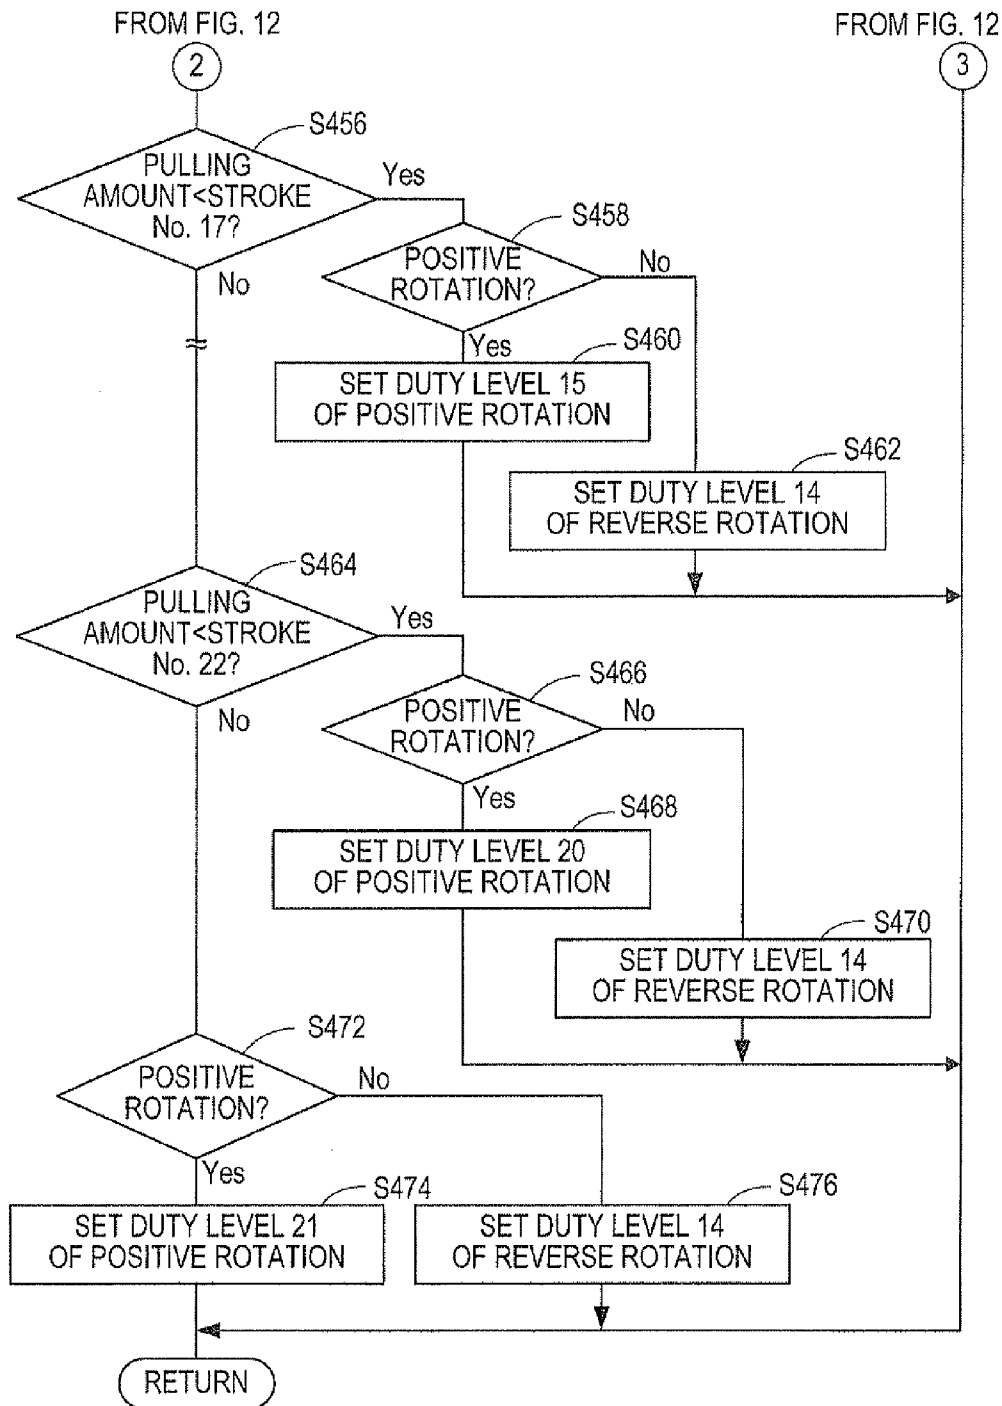 FROM FIG. 12
FROM FIG. 12
2
3
S456
PULLING
AMOUNT<STROKE
No. 17?
Yes
No
S458
POSITIVE
ROTATION?
No
Yes
S460
SET DUTY LEVEL 15
OF POSITIVE ROTATION
S462
SET DUTY LEVEL 14
OF REVERSE ROTATION
S464
PULLING
AMOUNT<STROKE
No. 22?
Yes
No
S466
POSITIVE
ROTATION?
No
Yes
S468
SET DUTY LEVEL 20
OF POSITIVE ROTATION
S470
SET DUTY LEVEL 14
OF REVERSE ROTATION
S472
POSITIVE
ROTATION?
No
Yes
S474
SET DUTY LEVEL 21
OF POSITIVE ROTATION
S476
SET DUTY LEVEL 14
OF REVERSE ROTATION
RETURN